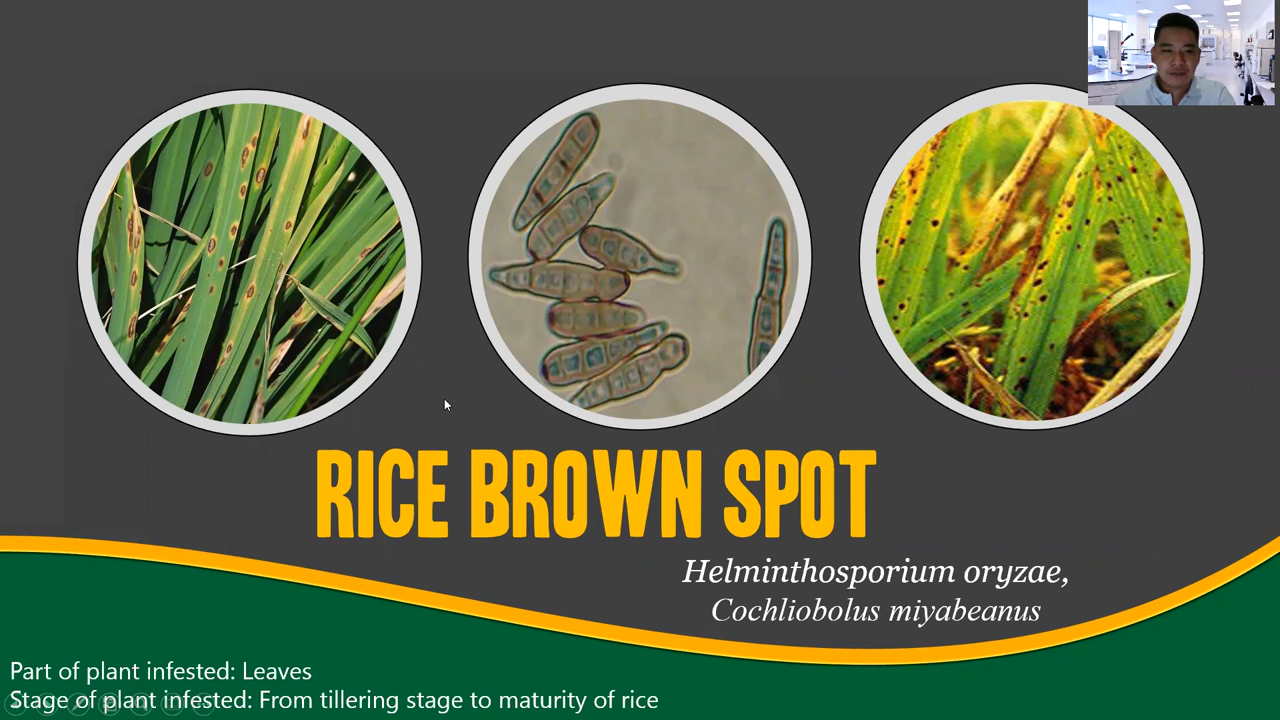 RICE BROWN SPOT
Helminthosporium oryzae,
Cochliobolus miyabeanus
Part of plant infested: Leaves
Stage of plant infested: From tillering stage to maturity of rice